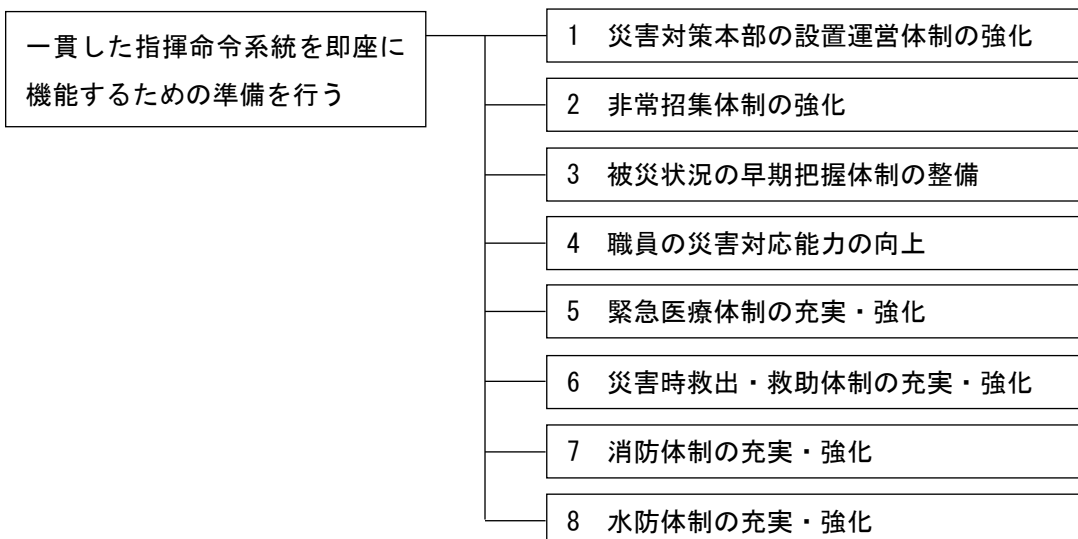 一貫した指揮命令系統を即座に
機能するための準備を行う
1 災害対策本部の設置運営体制の強化
2 非常招集体制の強化
3 被災状況の早期把握体制の整備
4 職員の災害対応能力の向上
5 緊急医療体制の充実・強化
6 災害時救出・救助体制の充実・強化
7 消防体制の充実・強化
8 水防体制の充実・強化